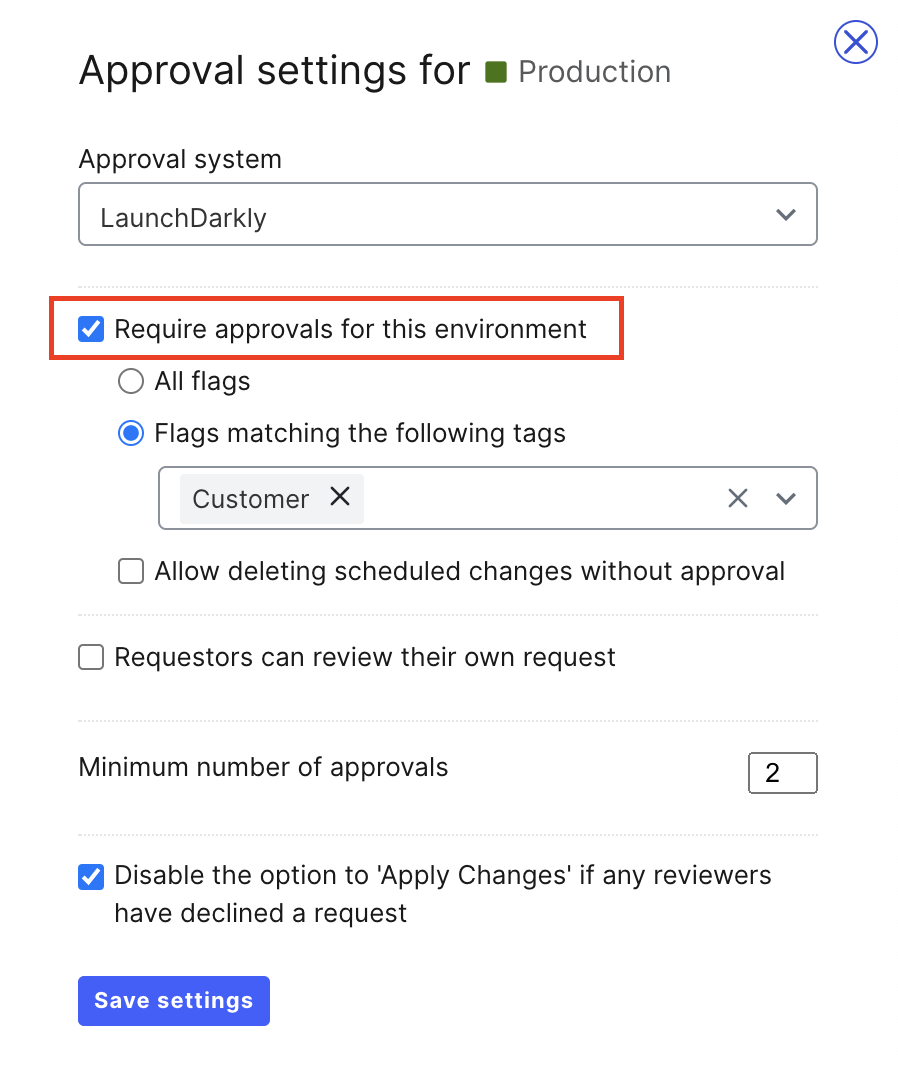 Approval settings for Production
Approval system
LaunchDarkly
Require approvals for this environment
All flags
Flags matching the following tags
Customer
Allow deleting scheduled changes without approval
Requestors can review their own request
Minimum number of approvals 2
Disable the option to 'Apply Changes' if any reviewers
have declined a request
Save settings